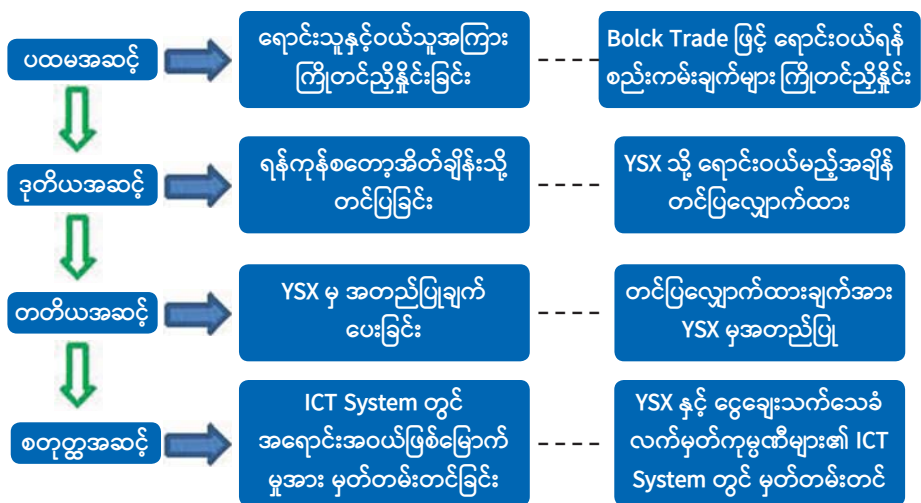 ပထမအဆင့်
ရောင်းသူနှင့်ဝယ်သူအကြား
ကြိုတင်ညှိနှိုင်းခြင်း
Bolck Trade ဖြင့် ရောင်းဝယ်ရန်
စည်းကမ်းချက်များ ကြိုတင်ညှိနှိုင်း
ဒုတိယအဆင့်
ရန်ကုန်စတော့အိတ်ချိန်းသို့
တင်ပြခြင်း
YSX သို့ ရောင်းဝယ်မည့်အချိန်
တင်ပြလျှောက်ထား
တတိယအဆင့်
YSX မှ အတည်ပြုချက်
ပေးခြင်း
တင်ပြလျှောက်ထားချက်အား
YSX မှအတည်ပြု
စတုတ္ထအဆင့်
ICT System တွင်
အရောင်းအဝယ်ဖြစ်မြောက်
မှုအား မှတ်တမ်းတင်ခြင်း
YSX နှင့် ငွေချေးသက်သေခံ
လက်မှတ်ကုမ္ပဏီများ၏ ICT
System တွင် မှတ်တမ်းတင်